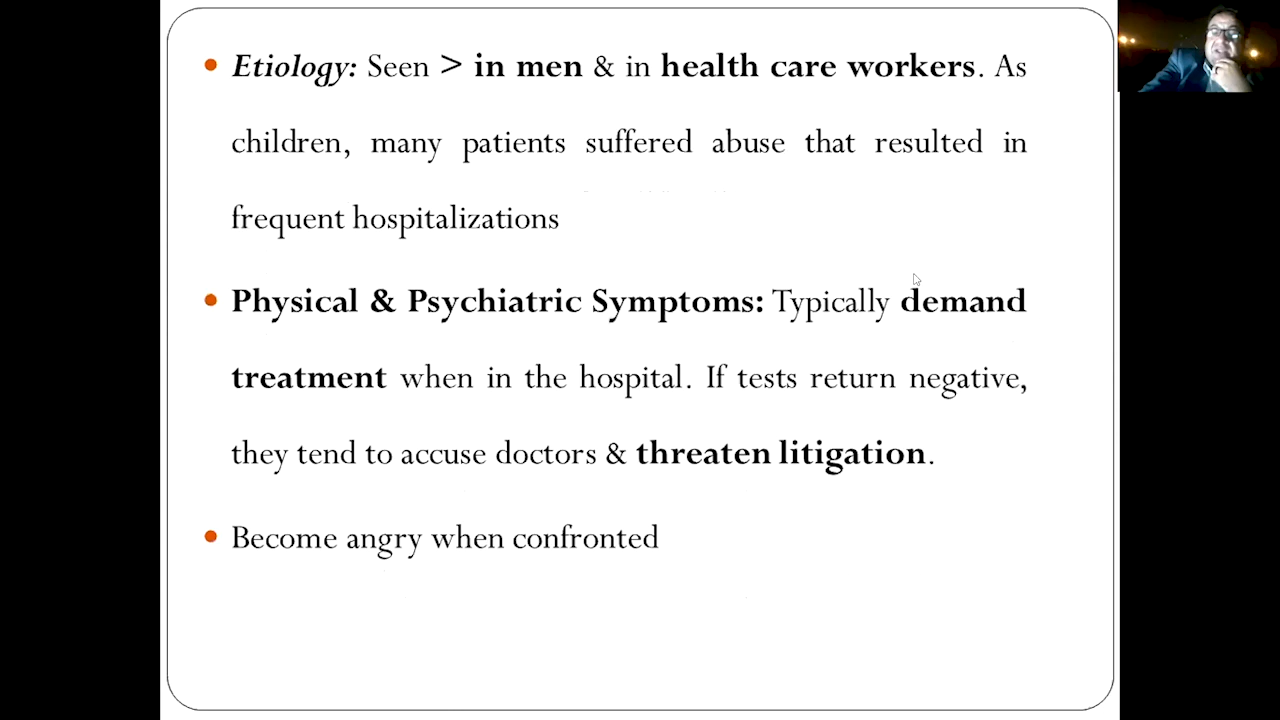 • Etiology: Seen > in men & in health care workers. As
children, many patients suffered abuse that resulted in
frequent hospitalizations
• Physical & Psychiatric Symptoms: Typically demand
treatment when in the hospital. If tests return negative,
they tend to accuse doctors & threaten litigation.
• Become angry when confronted